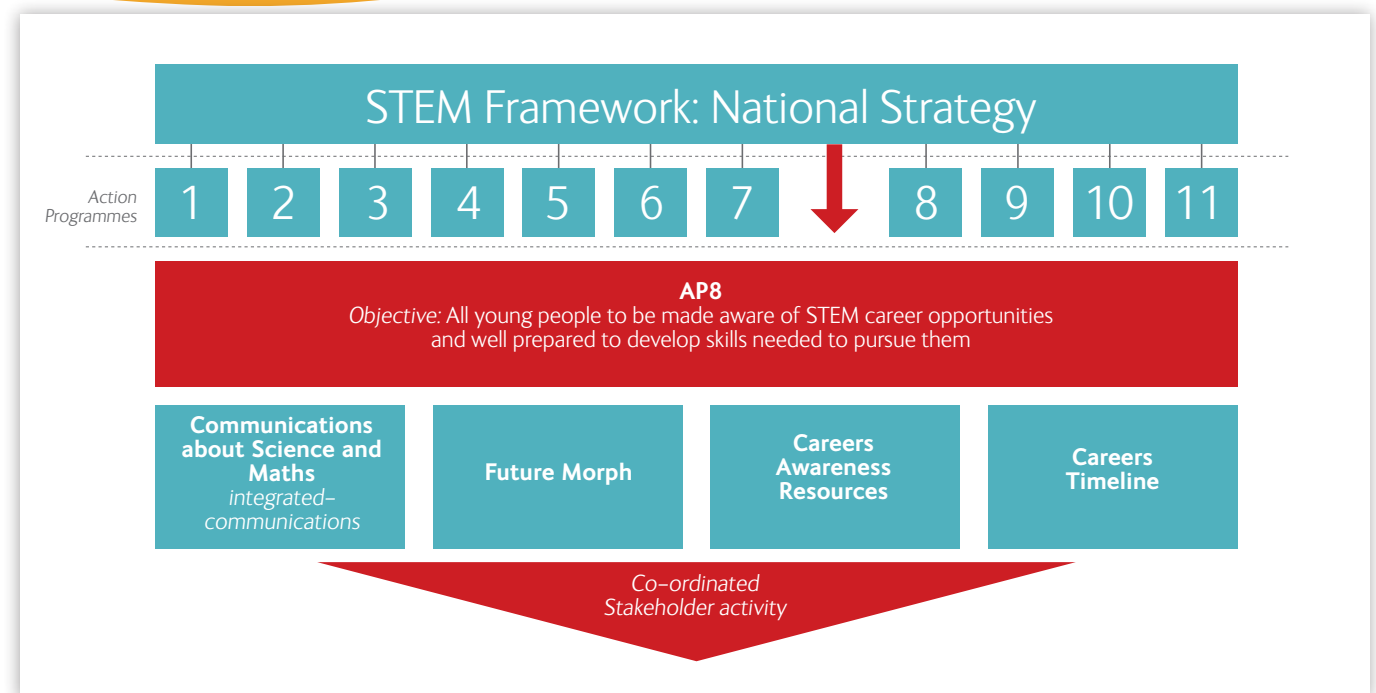 STEM Framework: National Strategy
Action
Programmes
1 2 3 4 5 6 7 8 9 10 11
AP8
Objective: All young people to be made aware of STEM career opportunities
and well prepared to develop skills needed to pursue them
Communications
about Science and
Maths
integrated–
communications
Future Morph
Careers
Awareness
Resources
Careers
Timeline
Co–ordinated
Stakeholder activity